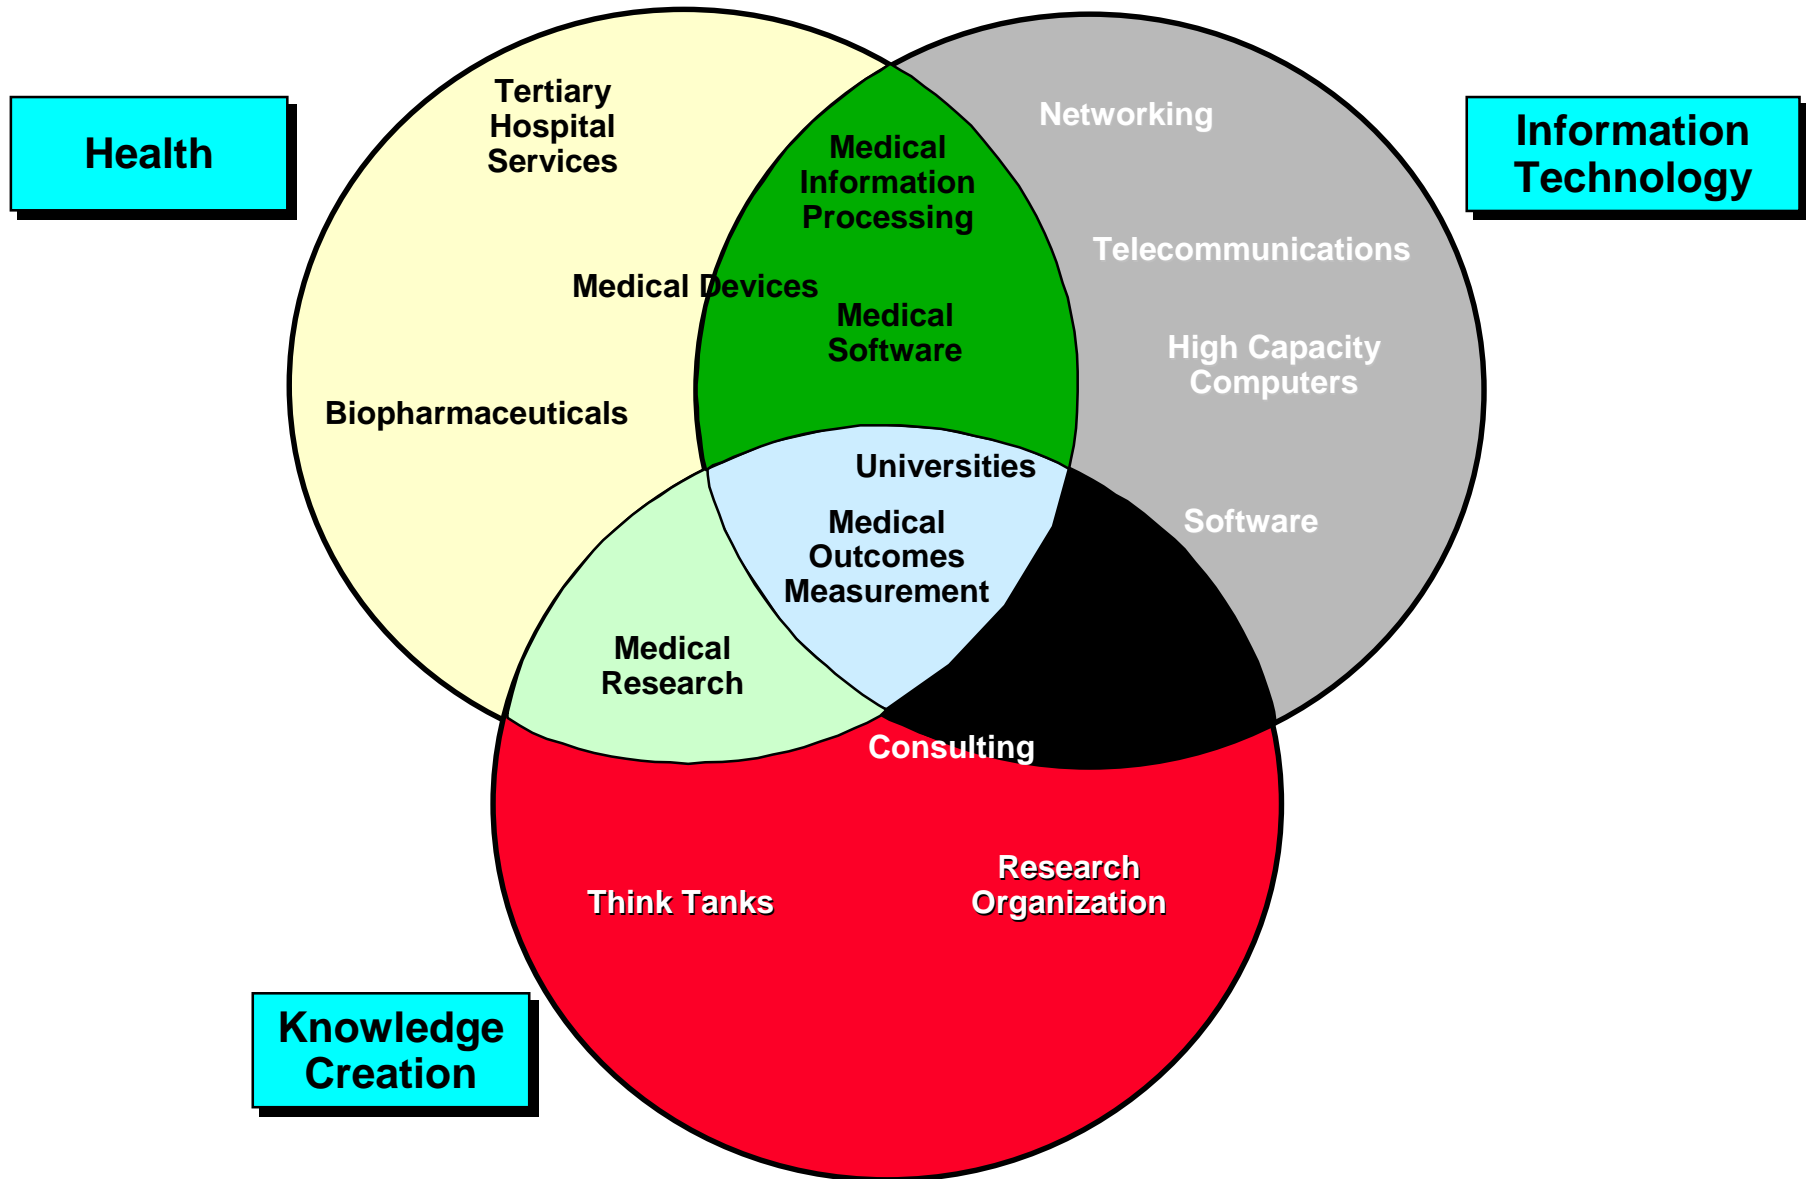 Health
Information
Technology
Tertiary
Hospital
Services
Medical
Information
Processing
Networking
Medical Devices
Medical
Software
Telecommunications
High Capacity
Computers
Biopharmaceuticals
Universities
Medical
Outcomes
Measurement
Software
Medical
Research
Consulting
Think Tanks
Research
Organization
Knowledge
Creation